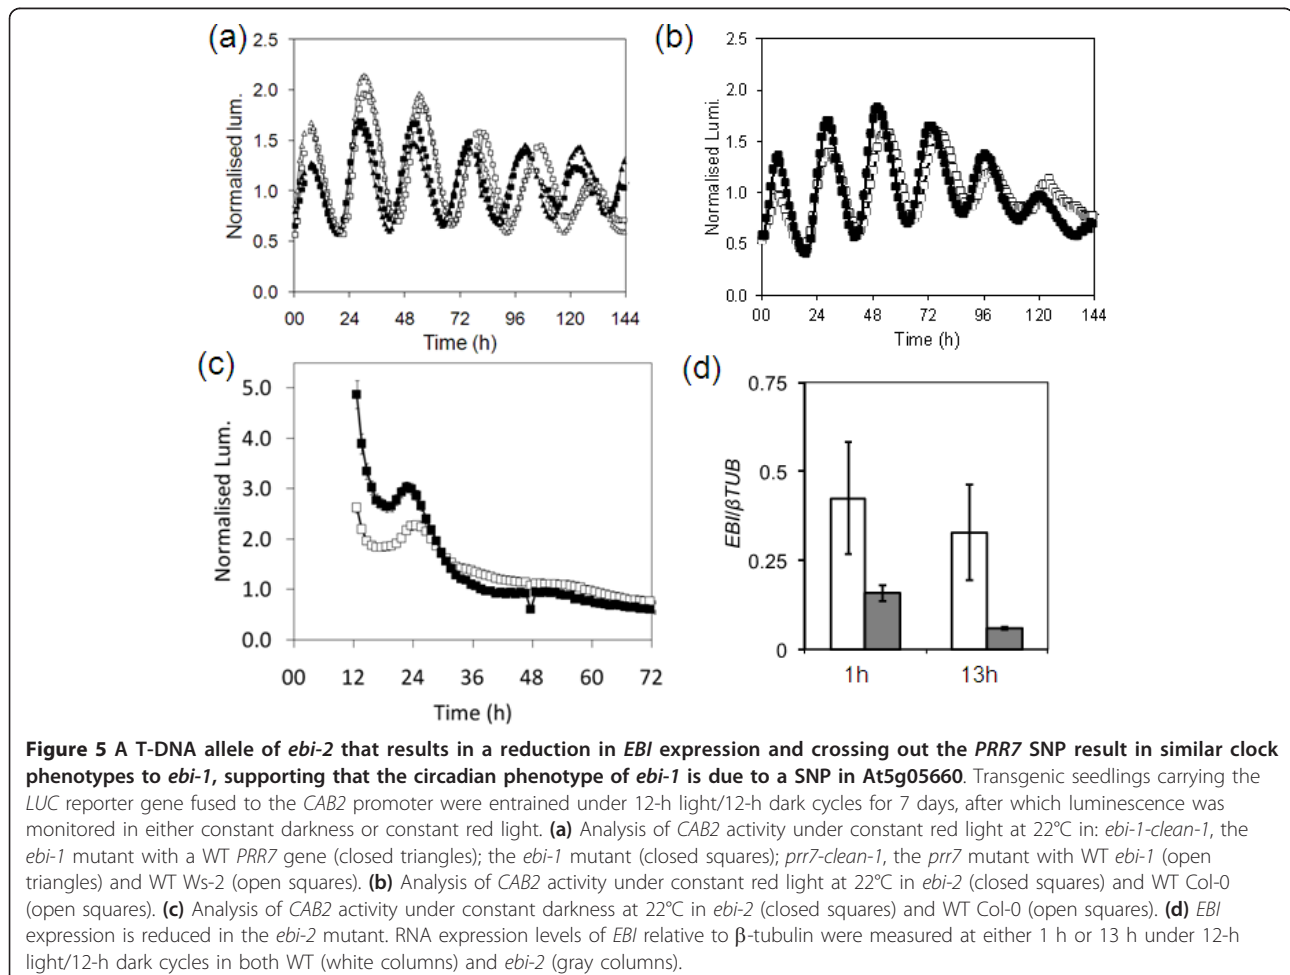 (a)
2.5
2.0
1.5
1.0
0.5
0.0
Normalised lum.
00 24 48 72 96 120 144
Time (h)
(b)
2.5
2.0
1.5
1.0
0.5
0.0
Normalised Lumi.
00 24 48 72 96 120 144
Time (h)
(c)
5.0
4.0
3.0
2.0
1.0
0.0
Normalised Lum.
00 12 24 36 48 60 72
Time (h)
(d)
0.75
0.5
0.25
0
EBI/βTUB
1h 13h
Figure 5 A T-DNA allele of ebi-2 that results in a reduction in EBI expression and crossing out the PRR7 SNP result in similar clock
phenotypes to ebi-1, supporting that the circadian phenotype of ebi-1 is due to a SNP in At5g05660. Transgenic seedlings carrying the
LUC reporter gene fused to the CAB2 promoter were entrained under 12-h light/12-h dark cycles for 7 days, after which luminescence was
monitored in either constant darkness or constant red light. (a) Analysis of CAB2 activity under constant red light at 22°C in: ebi-1-clean-1, the
ebi-1 mutant with a WT PRR7 gene (closed triangles); the ebi-1 mutant (closed squares); prr7-clean-1, the prr7 mutant with WT ebi-1 (open
triangles) and WT Ws-2 (open squares). (b) Analysis of CAB2 activity under constant red light at 22°C in ebi-2 (closed squares) and WT Col-0
(open squares). (c) Analysis of CAB2 activity under constant darkness at 22°C in ebi-2 (closed squares) and WT Col-0 (open squares). (d) EBI
expression is reduced in the ebi-2 mutant. RNA expression levels of EBI relative to β-tubulin were measured at either 1 h or 13 h under 12-h
light/12-h dark cycles in both WT (white columns) and ebi-2 (gray columns).